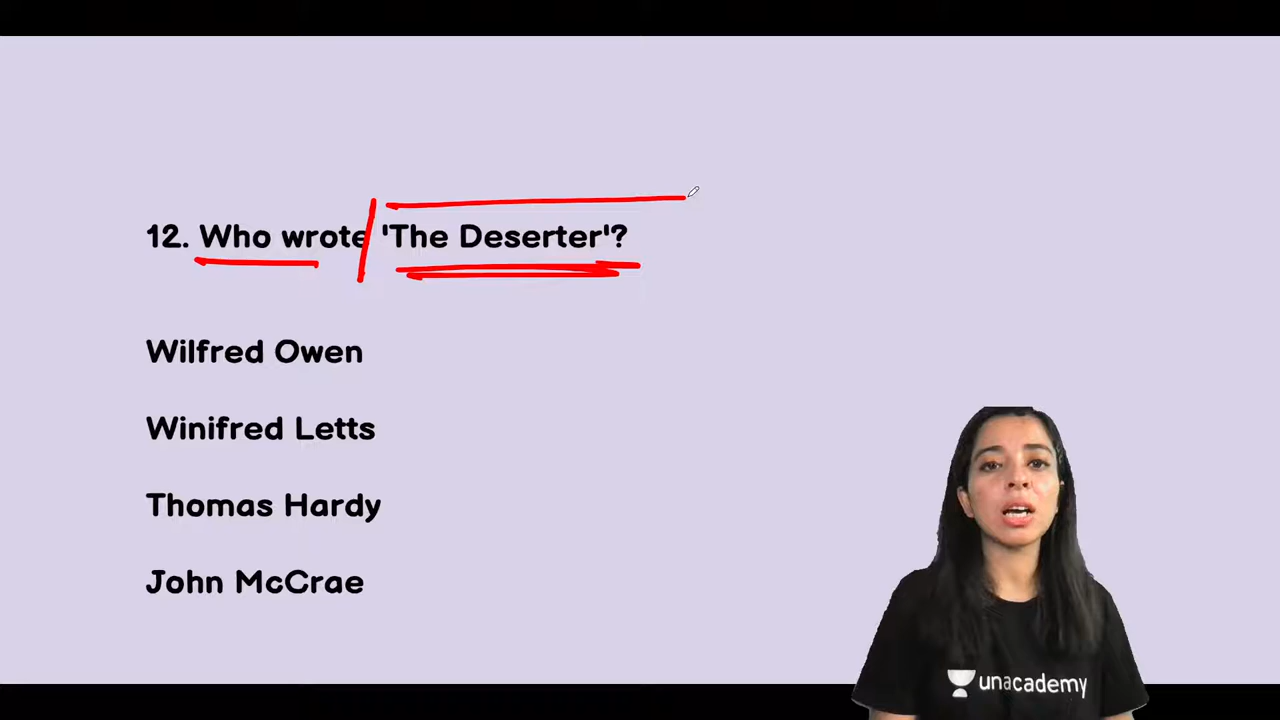 12. Who wrote 'The Deserter'?
Wilfred Owen
Winifred Letts
Thomas Hardy
John McCrae
unacademy